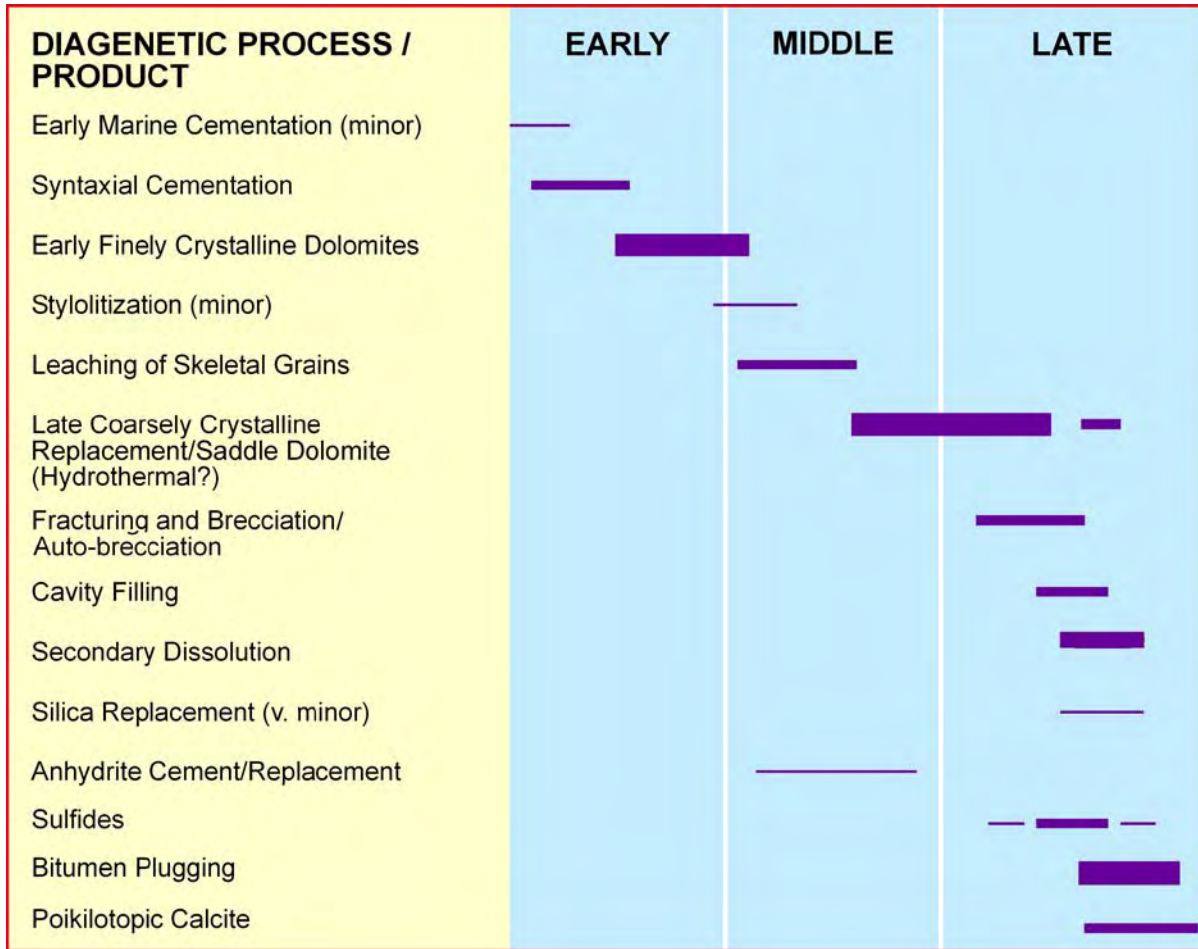 DIAGENETIC PROCESS /
PRODUCT
EARLY
MIDDLE
LATE
Early Marine Cementation (minor)
Syntaxial Cementation
Early Finely Crystalline Dolomites
Stylolitization (minor)
Leaching of Skeletal Grains
Late Coarsely Crystalline
Replacement/Saddle Dolomite
(Hydrothermal?)
Fracturing and Brecciation/
Auto-brecciation
Cavity Filling
Secondary Dissolution
Silica Replacement (v. minor)
Anhydrite Cement/Replacement
Sulfides
Bitumen Plugging
Poikilotopic Calcite